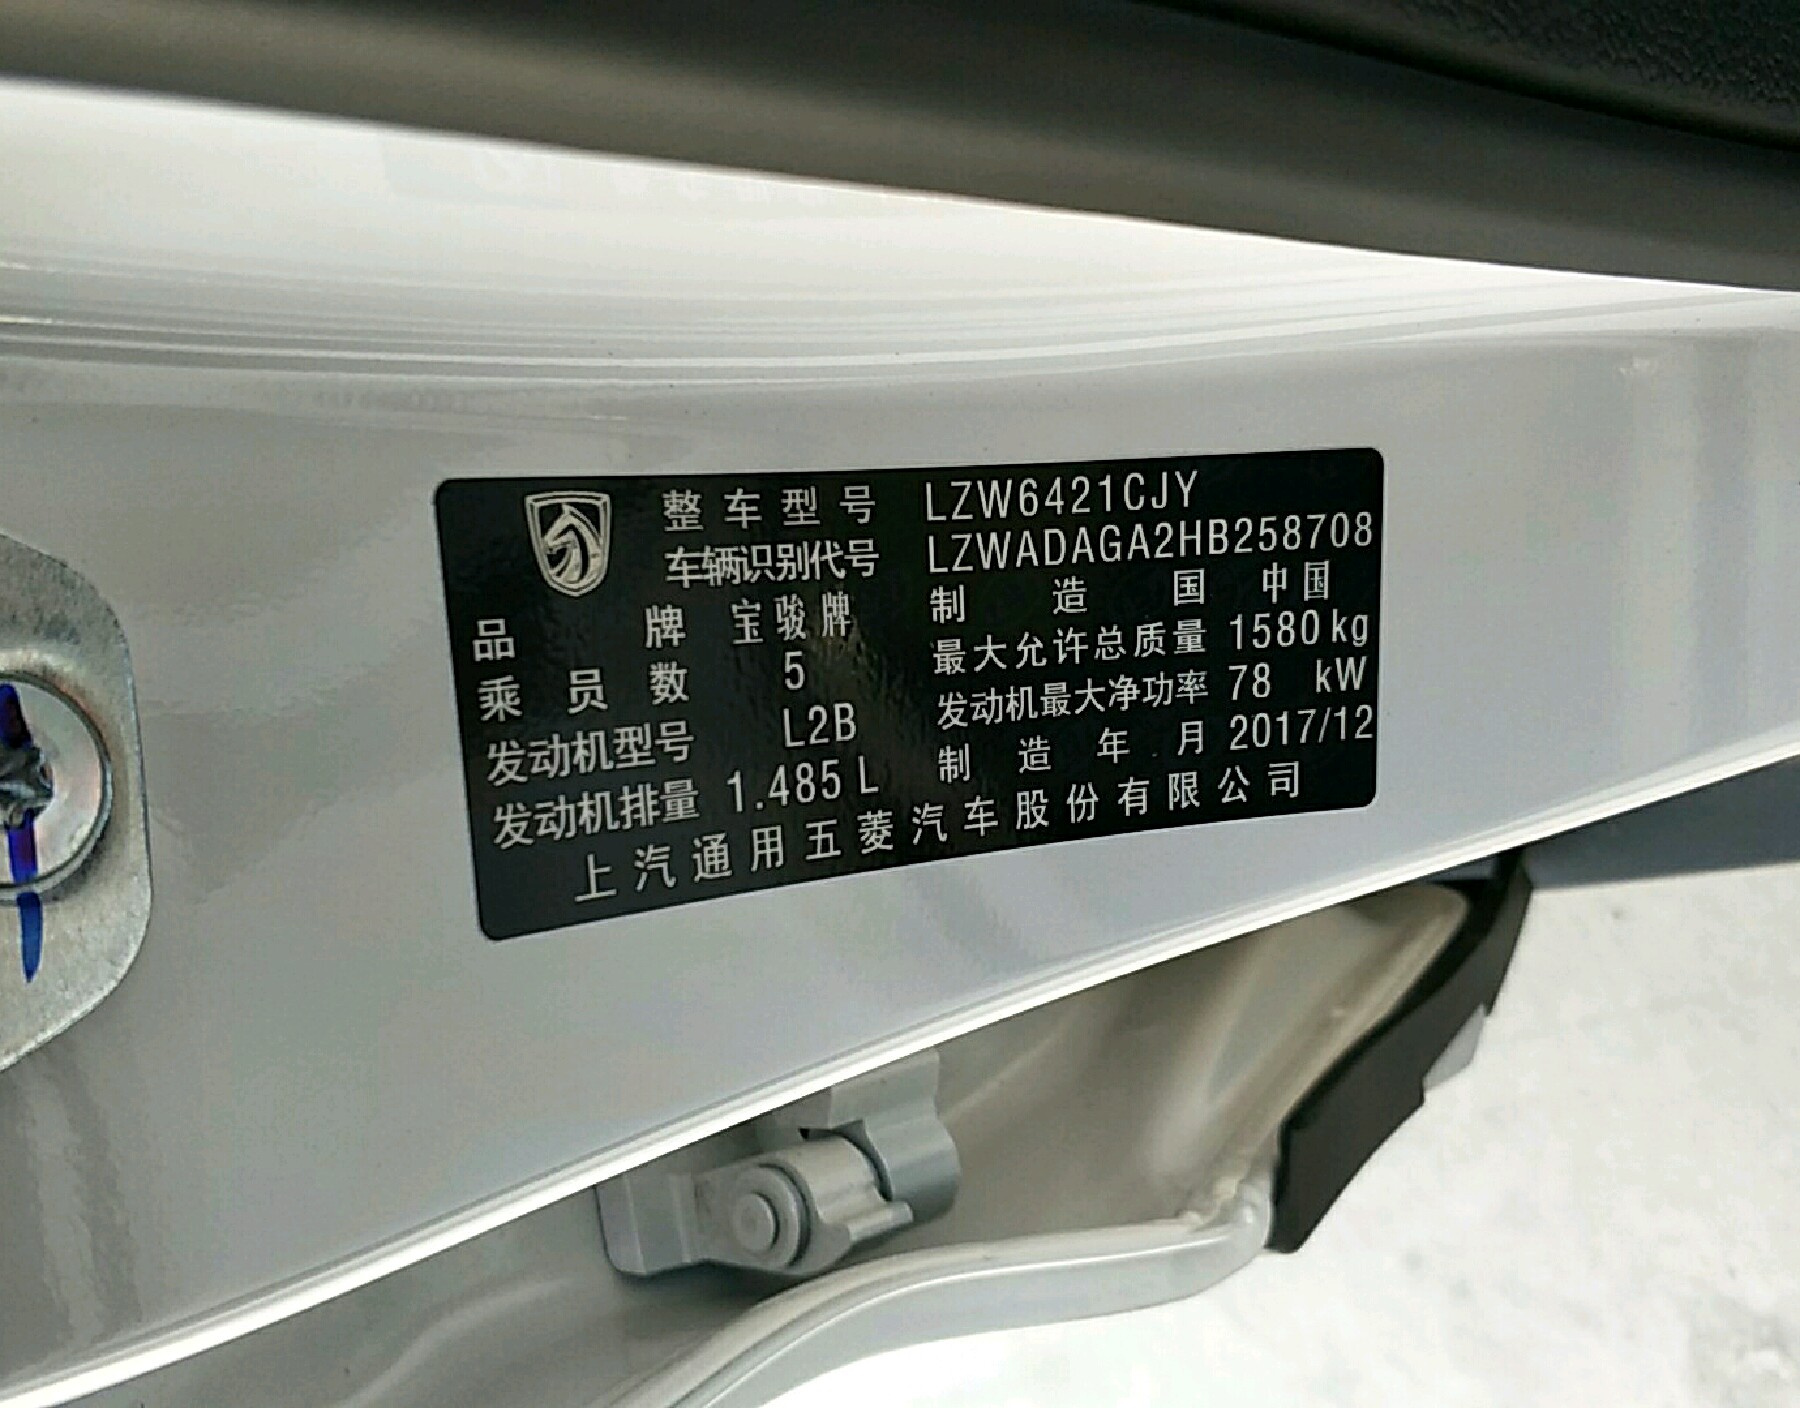 整车型号 LZW6421CJY
车辆识别代号 LZWADAGA2HB258708
品牌 宝骏牌 制造国 中国
乘员数 5 最大允许总质量 1580kg
发动机型号 L2B 发动机最大净功率 78 kW
发动机排量 1.485L 制造年月 2017/12
上汽通用五菱汽车股份有限公司